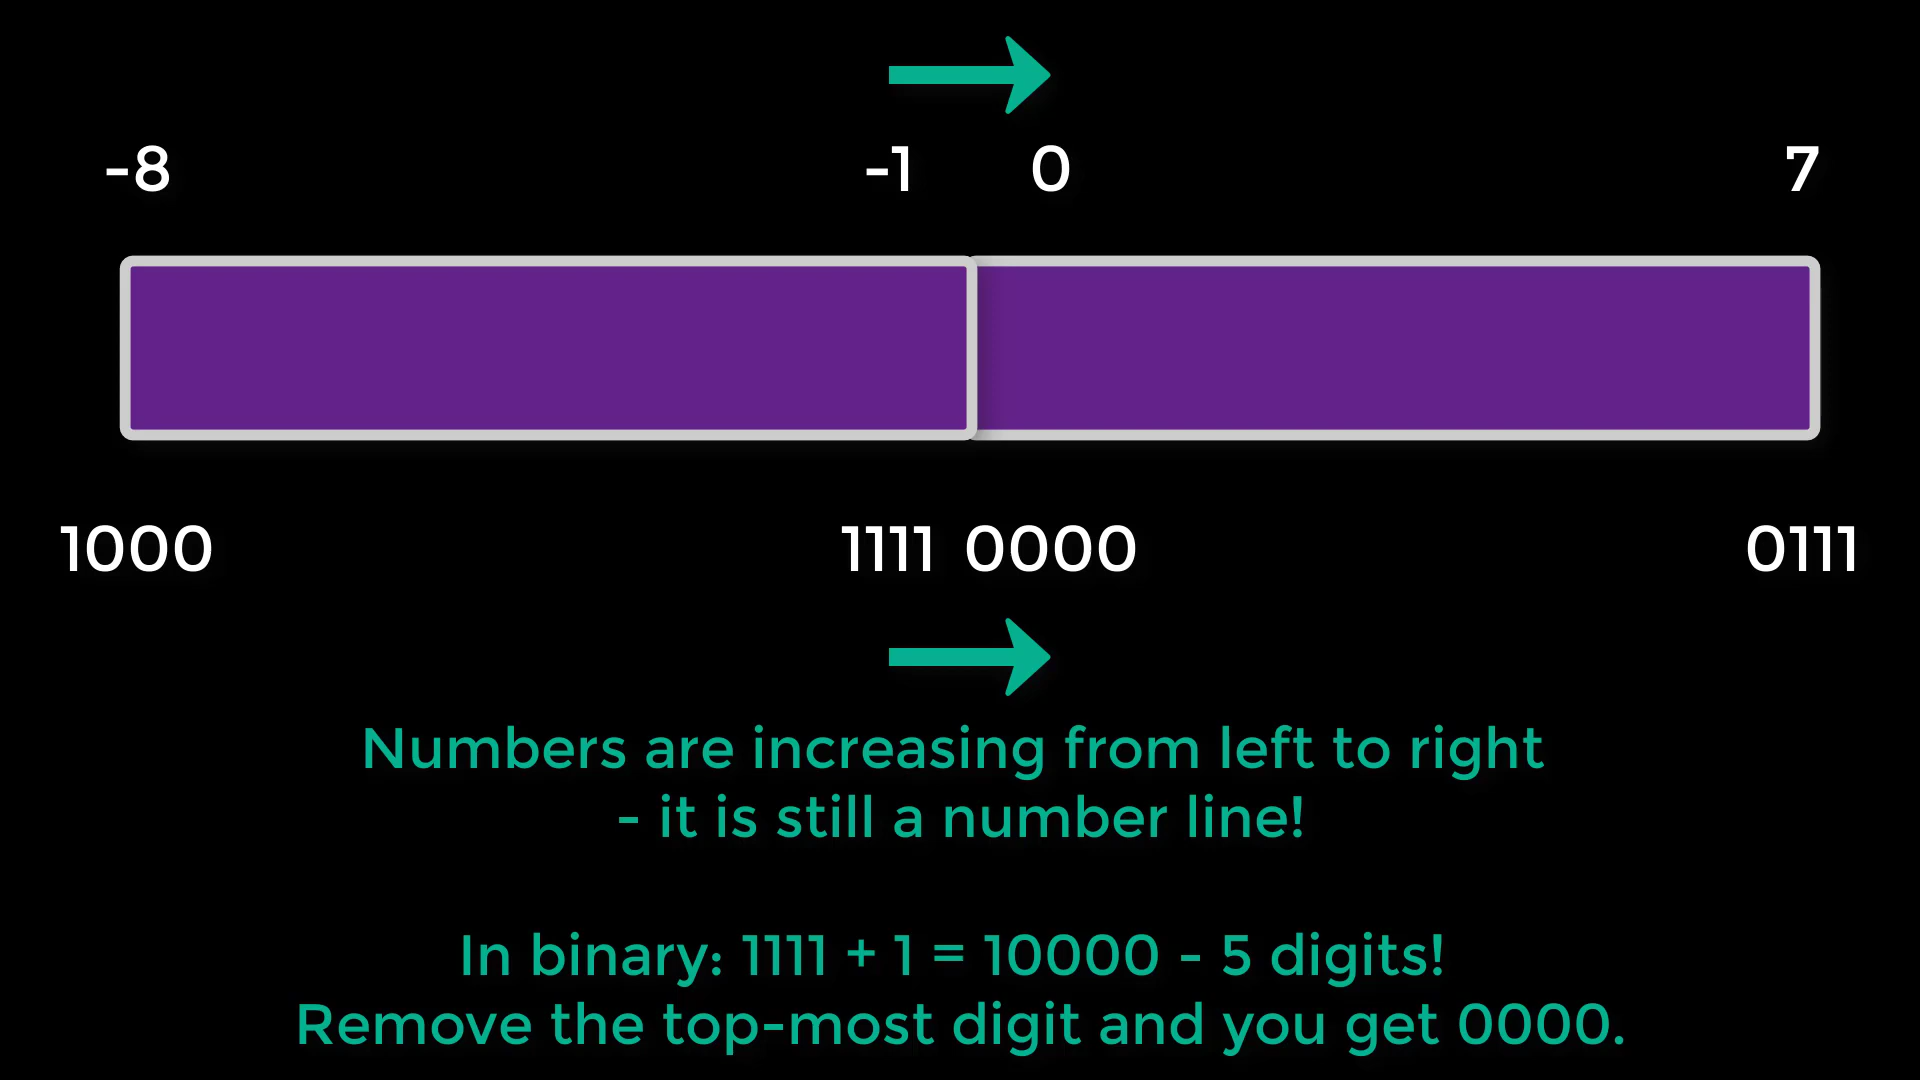 -8 -1 0 7
1000 1111 0000 0111
Numbers are increasing from left to right
- it is still a number line!
In binary: 1111 + 1 = 10000 - 5 digits!
Remove the top-most digit and you get 0000.